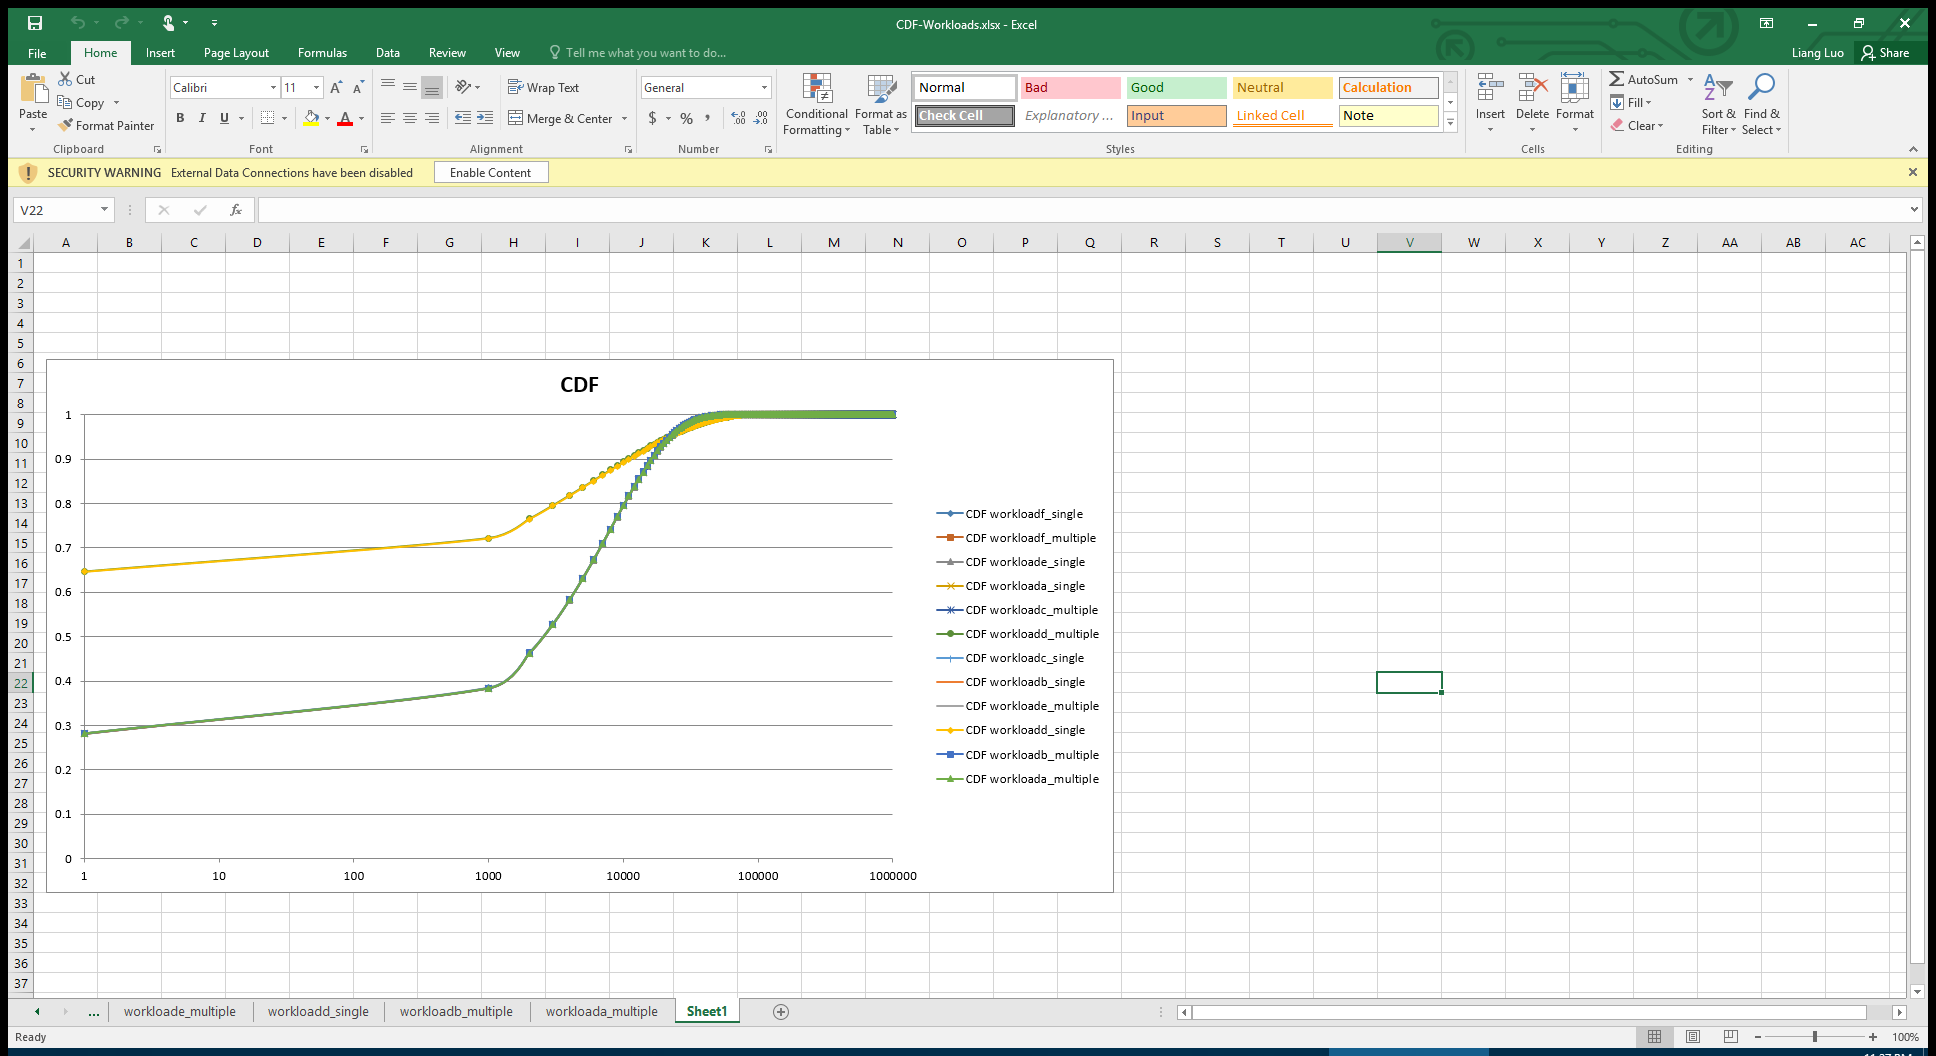 CDF-Workloads.xlsx - Excel
File Home Insert Page Layout Formulas Data Review View Tell me what you want to do... Liang Luo Share
Paste Cut
Copy
Format Painter
Clipboard
Calibri 11
B I U A
Font
Wrap Text
Merge & Center
Alignment
General
$ % ,
Number
Conditional Formatting
Format as Table
Normal Bad Good Neutral Calculation
Check Cell Explanatory ... Input Linked Cell Note
Styles
Insert Delete Format
Cells
AutoSum
Fill
Clear
Sort & Filter
Find & Select
Editing
SECURITY WARNING External Data Connections have been disabled Enable Content
V22 fx
A B C D E F G H I J K L M N O P Q R S T U V W X Y Z AA AB AC
1
2
3
4
5
6
7
8
9
10
11
12
13
14
15
16
17
18
19
20
21
22
23
24
25
26
27
28
29
30
31
32
33
34
35
36
37
CDF
1
0.9
0.8
0.7
0.6
0.5
0.4
0.3
0.2
0.1
0
1 10 100 1000 10000 100000 1000000
CDF workloadf_single
CDF workloadf_multiple
CDF workloade_single
CDF workloada_single
CDF workloadc_multiple
CDF workloadd_multiple
CDF workloadc_single
CDF workloadb_single
CDF workloade_multiple
CDF workloadd_single
CDF workloadb_multiple
CDF workloada_multiple
... workloade_multiple workloadd_single workloadb_multiple workloada_multiple Sheet1
Ready 100%